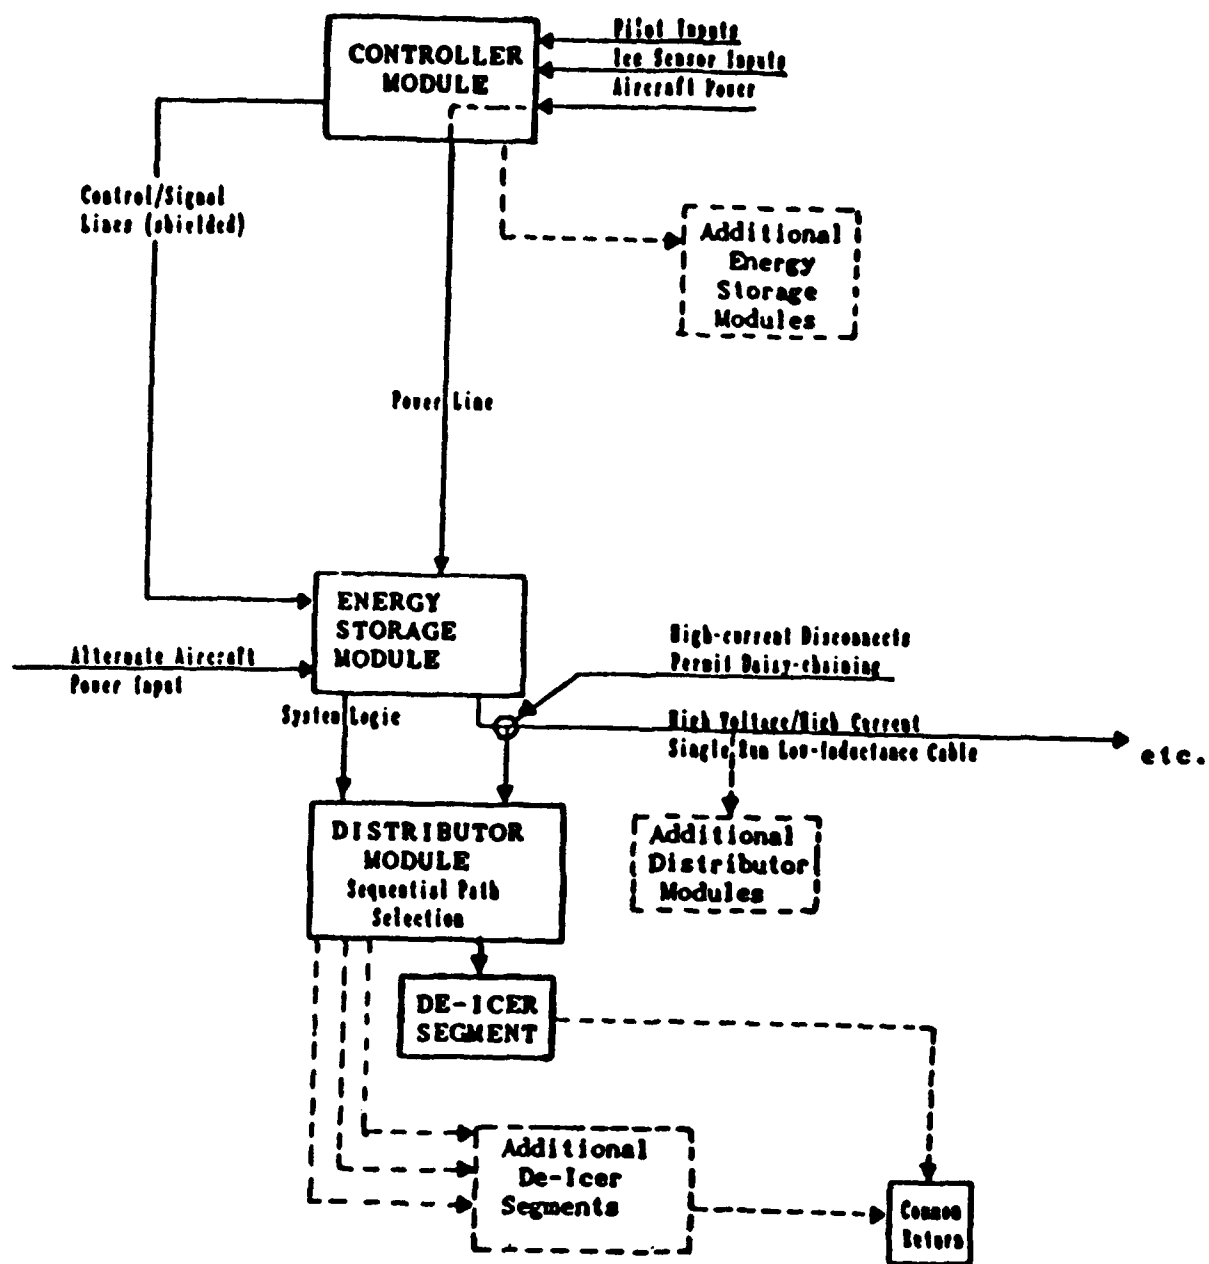 CONTROLLER
MODULE
Pilot Inputs
Ice Sensor Inputs
Aircraft Power
Control/Signal
Lines (shielded)
Additional
Energy
Storage
Modules
Power Line
ENERGY
STORAGE
MODULE
Alternate Aircraft
Power Input
High-current Disconnects
Permit Daisy-chaining
System Logic
High Voltage/High Current
Single Run Low-Inductance Cable
etc.
DISTRIBUTOR
MODULE
Sequential Path
Selection
Additional
Distributor
Modules
DE-ICER
SEGMENT
Additional
De-Icer
Segments
Common
Return